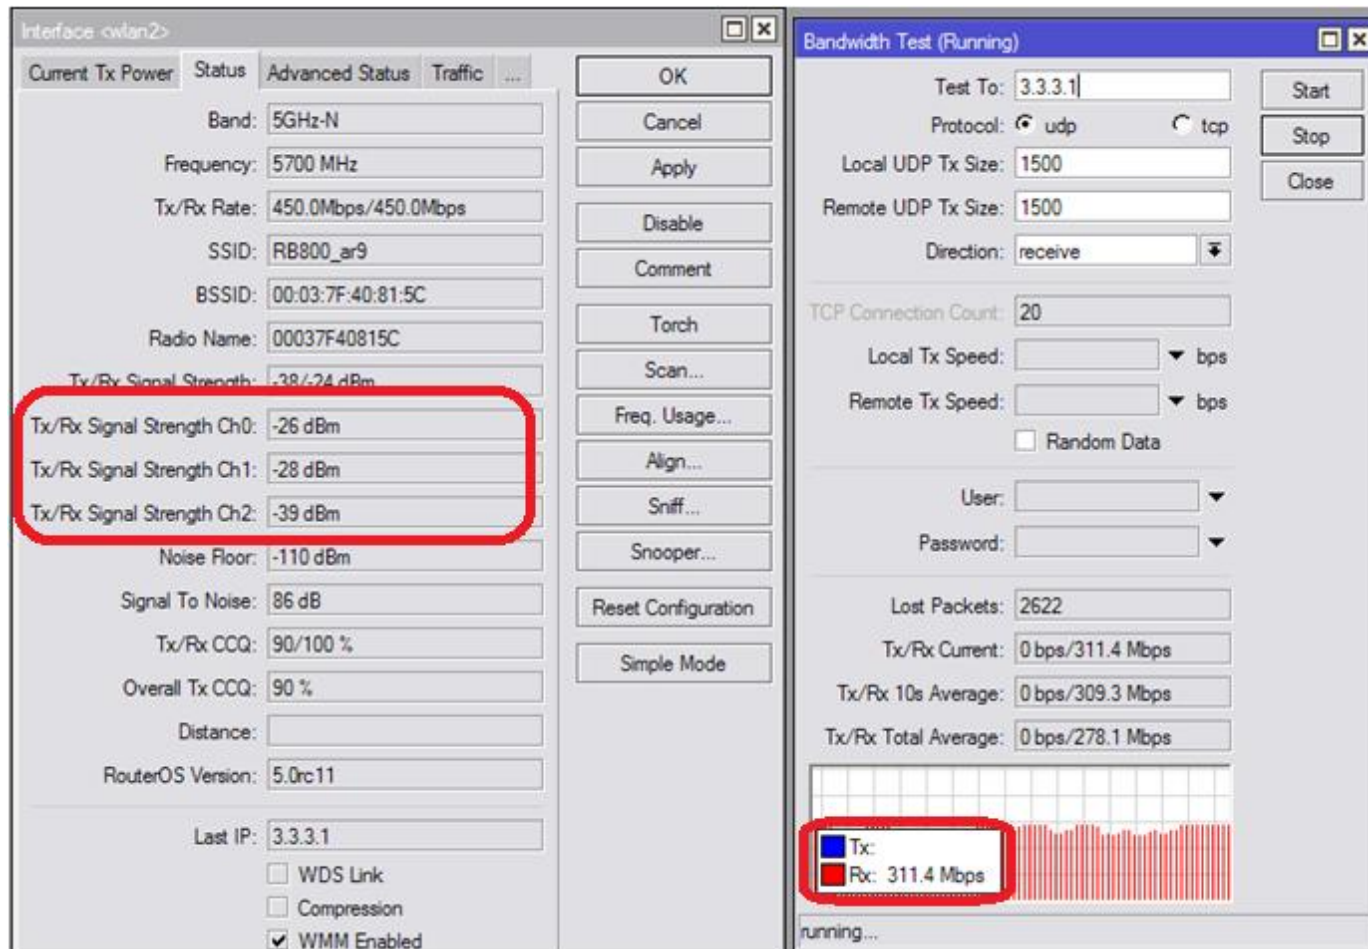 Interface <wlan2>
Current Tx Power Status Advanced Status Traffic ...
Band: 5GHz-N
Frequency: 5700 MHz
Tx/Rx Rate: 450.0Mbps/450.0Mbps
SSID: RB800_ar9
BSSID: 00:03:7F:40:81:5C
Radio Name: 00037F40815C
Tx/Rx Signal Strength: -38/-24 dBm
Tx/Rx Signal Strength Ch0: -26 dBm
Tx/Rx Signal Strength Ch1: -28 dBm
Tx/Rx Signal Strength Ch2: -39 dBm
Noise Floor: -110 dBm
Signal To Noise: 86 dB
Tx/Rx CCQ: 90/100 %
Overall Tx CCQ: 90 %
Distance:
RouterOS Version: 5.0rc11
Last IP: 3.3.3.1
WDS Link
Compression
WMM Enabled
OK
Cancel
Apply
Disable
Comment
Torch
Scan...
Freq. Usage...
Align...
Sniff...
Snooper...
Reset Configuration
Simple Mode
Bandwidth Test (Running)
Test To: 3.3.3.1
Protocol: udp tcp
Local UDP Tx Size: 1500
Remote UDP Tx Size: 1500
Direction: receive
TCP Connection Count: 20
Local Tx Speed: bps
Remote Tx Speed: bps
Random Data
User:
Password:
Lost Packets: 2622
Tx/Rx Current: 0 bps/311.4 Mbps
Tx/Rx 10s Average: 0 bps/309.3 Mbps
Tx/Rx Total Average: 0 bps/278.1 Mbps
Tx:
Rx: 311.4 Mbps
running...
Start
Stop
Close